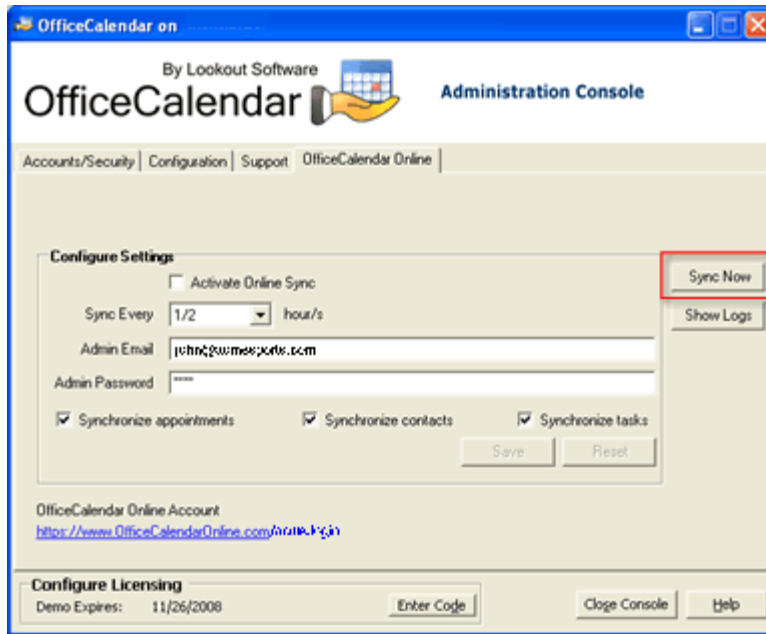 OfficeCalendar on
By Lookout Software
OfficeCalendar
Administration Console
Accounts/Security Configuration Support OfficeCalendar Online
Configure Settings
Activate Online Sync
Sync Now
Sync Every 1/2 hour/s
Show Logs
Admin Email
Admin Password ****
Synchronize appointments Synchronize contacts Synchronize tasks
Save Reset
OfficeCalendar Online Account
https://www.OfficeCalendarOnline.com/
Configure Licensing
Demo Expires: 11/26/2008 Enter Code Close Console Help